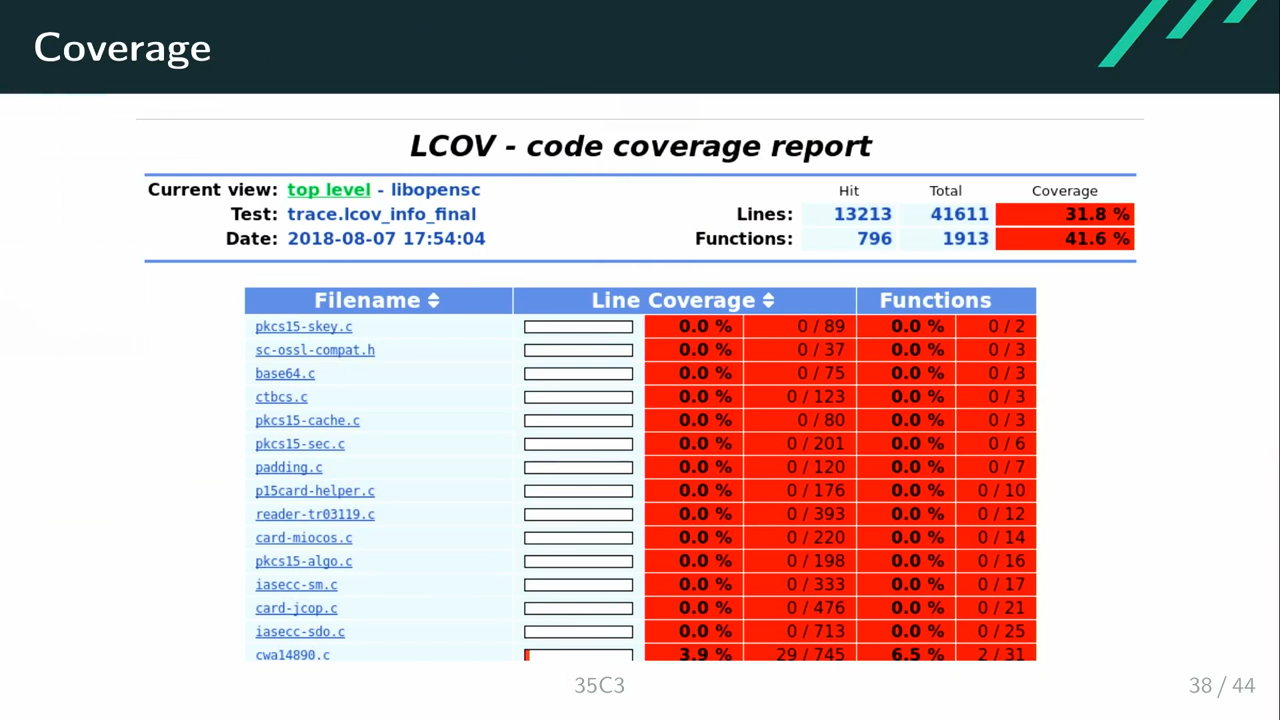 Coverage
LCOV - code coverage report
Current view: top level - libopensc Hit Total Coverage
Test: trace.lcov_info_final Lines: 13213 41611 31.8 %
Date: 2018-08-07 17:54:04 Functions: 796 1913 41.6 %
Filename Line Coverage Functions
pkcs15-skey.c 0.0 % 0 / 89 0.0 % 0 / 2
sc-ossl-compat.h 0.0 % 0 / 37 0.0 % 0 / 3
base64.c 0.0 % 0 / 75 0.0 % 0 / 3
ctbcs.c 0.0 % 0 / 123 0.0 % 0 / 3
pkcs15-cache.c 0.0 % 0 / 80 0.0 % 0 / 3
pkcs15-sec.c 0.0 % 0 / 201 0.0 % 0 / 6
padding.c 0.0 % 0 / 120 0.0 % 0 / 7
p15card-helper.c 0.0 % 0 / 176 0.0 % 0 / 10
reader-tr03119.c 0.0 % 0 / 393 0.0 % 0 / 12
card-miocos.c 0.0 % 0 / 220 0.0 % 0 / 14
pkcs15-algo.c 0.0 % 0 / 198 0.0 % 0 / 16
iasecc-sm.c 0.0 % 0 / 333 0.0 % 0 / 17
card-jcop.c 0.0 % 0 / 476 0.0 % 0 / 21
iasecc-sdo.c 0.0 % 0 / 713 0.0 % 0 / 25
cwa14890.c 3.9 % 29 / 745 6.5 % 2 / 31
35C3 38 / 44